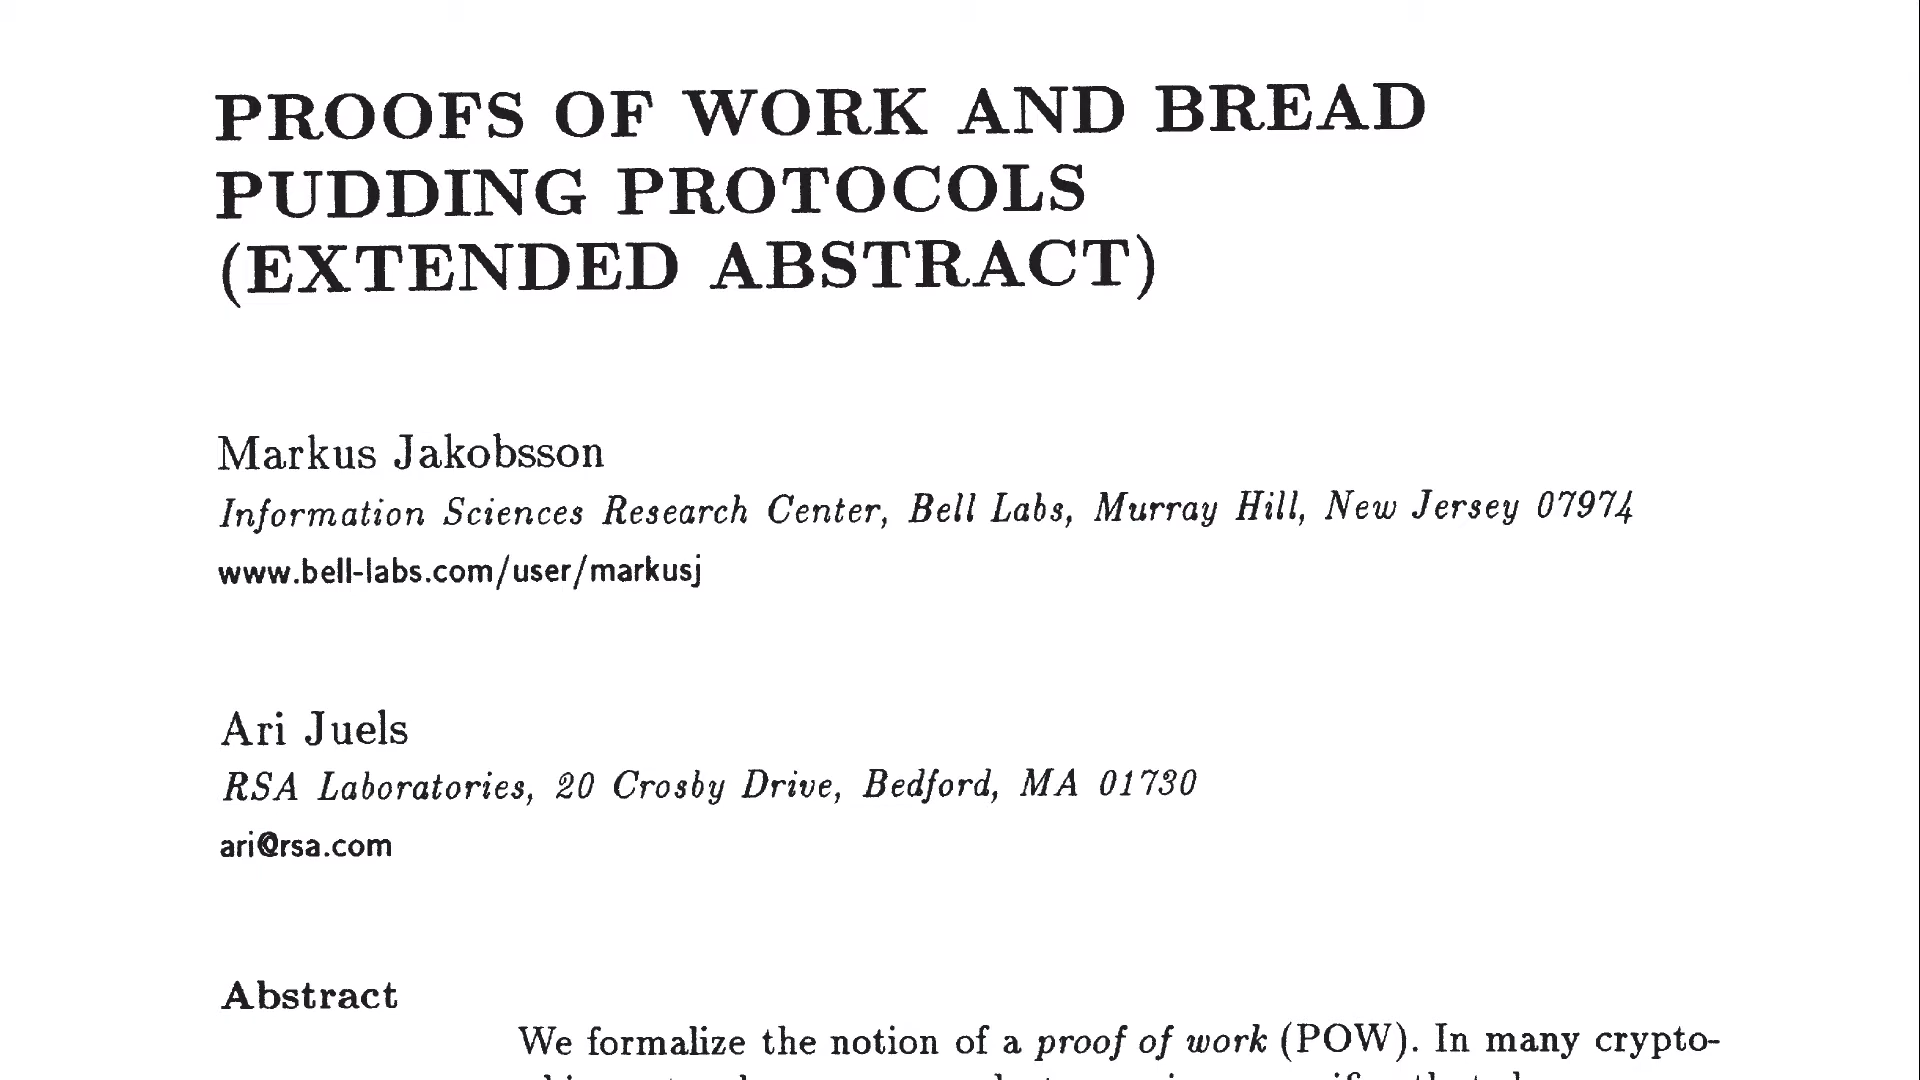 PROOFS OF WORK AND BREAD
PUDDING PROTOCOLS
(EXTENDED ABSTRACT)
Markus Jakobsson
Information Sciences Research Center, Bell Labs, Murray Hill, New Jersey 07974
www.bell-labs.com/user/markusj
Ari Juels
RSA Laboratories, 20 Crosby Drive, Bedford, MA 01730
ari@rsa.com
Abstract
We formalize the notion of a proof of work (POW). In many crypto-